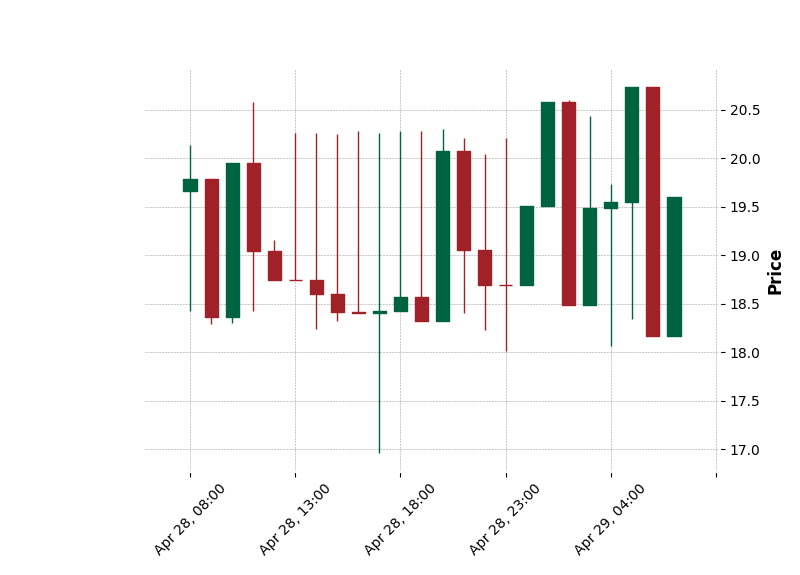 20.5
20.0
19.5
19.0
18.5
18.0
17.5
17.0
Price
Apr 28, 08:00
Apr 28, 13:00
Apr 28, 18:00
Apr 28, 23:00
Apr 29, 04:00